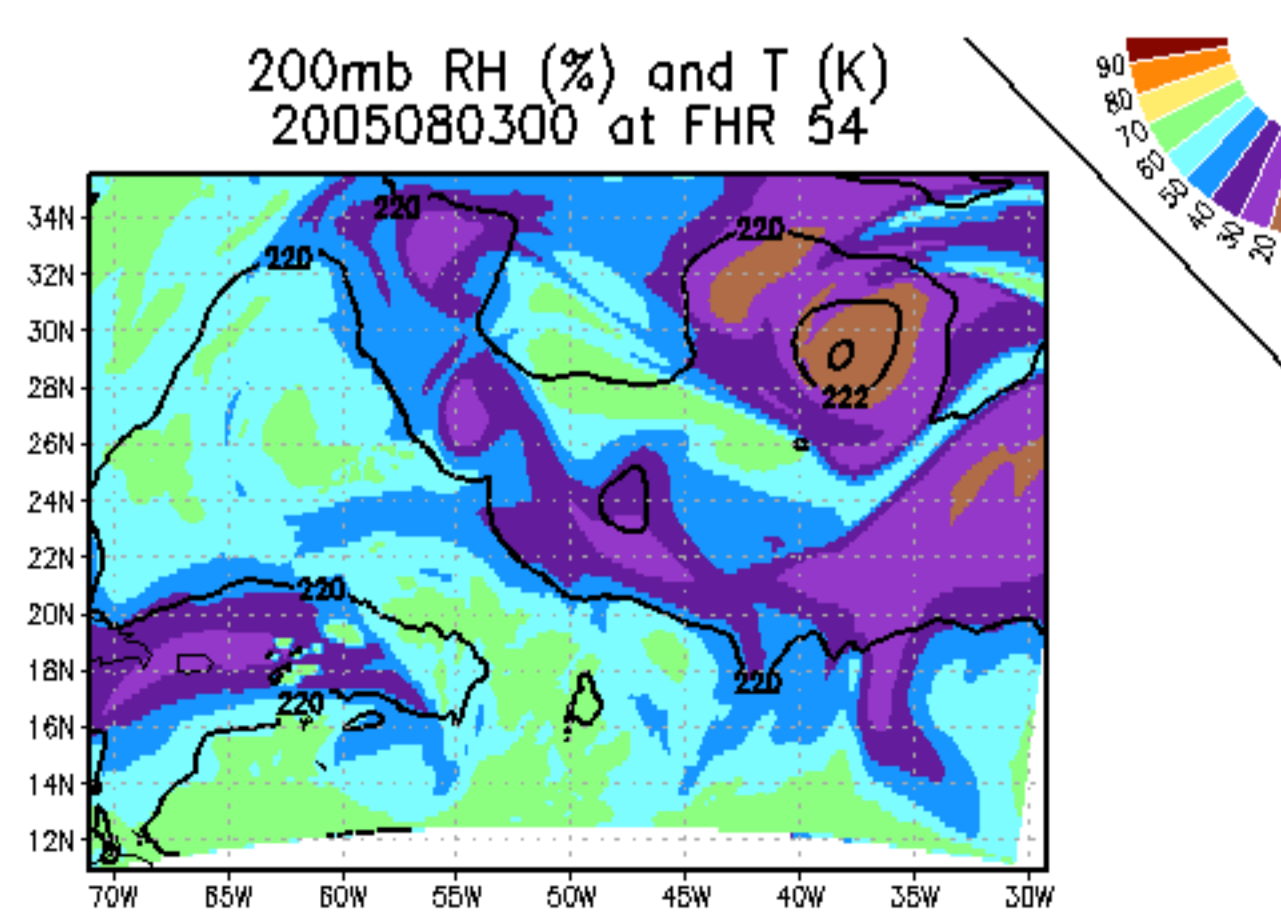 200mb RH (%) and T (K)
2005080300 at FHR 54
90
80
70
60
50
40
30
20
34N
32N
30N
28N
26N
24N
22N
20N
18N
16N
14N
12N
220
220
220
222
220
220
220
70W
65W
60W
55W
50W
45W
40W
35W
30W